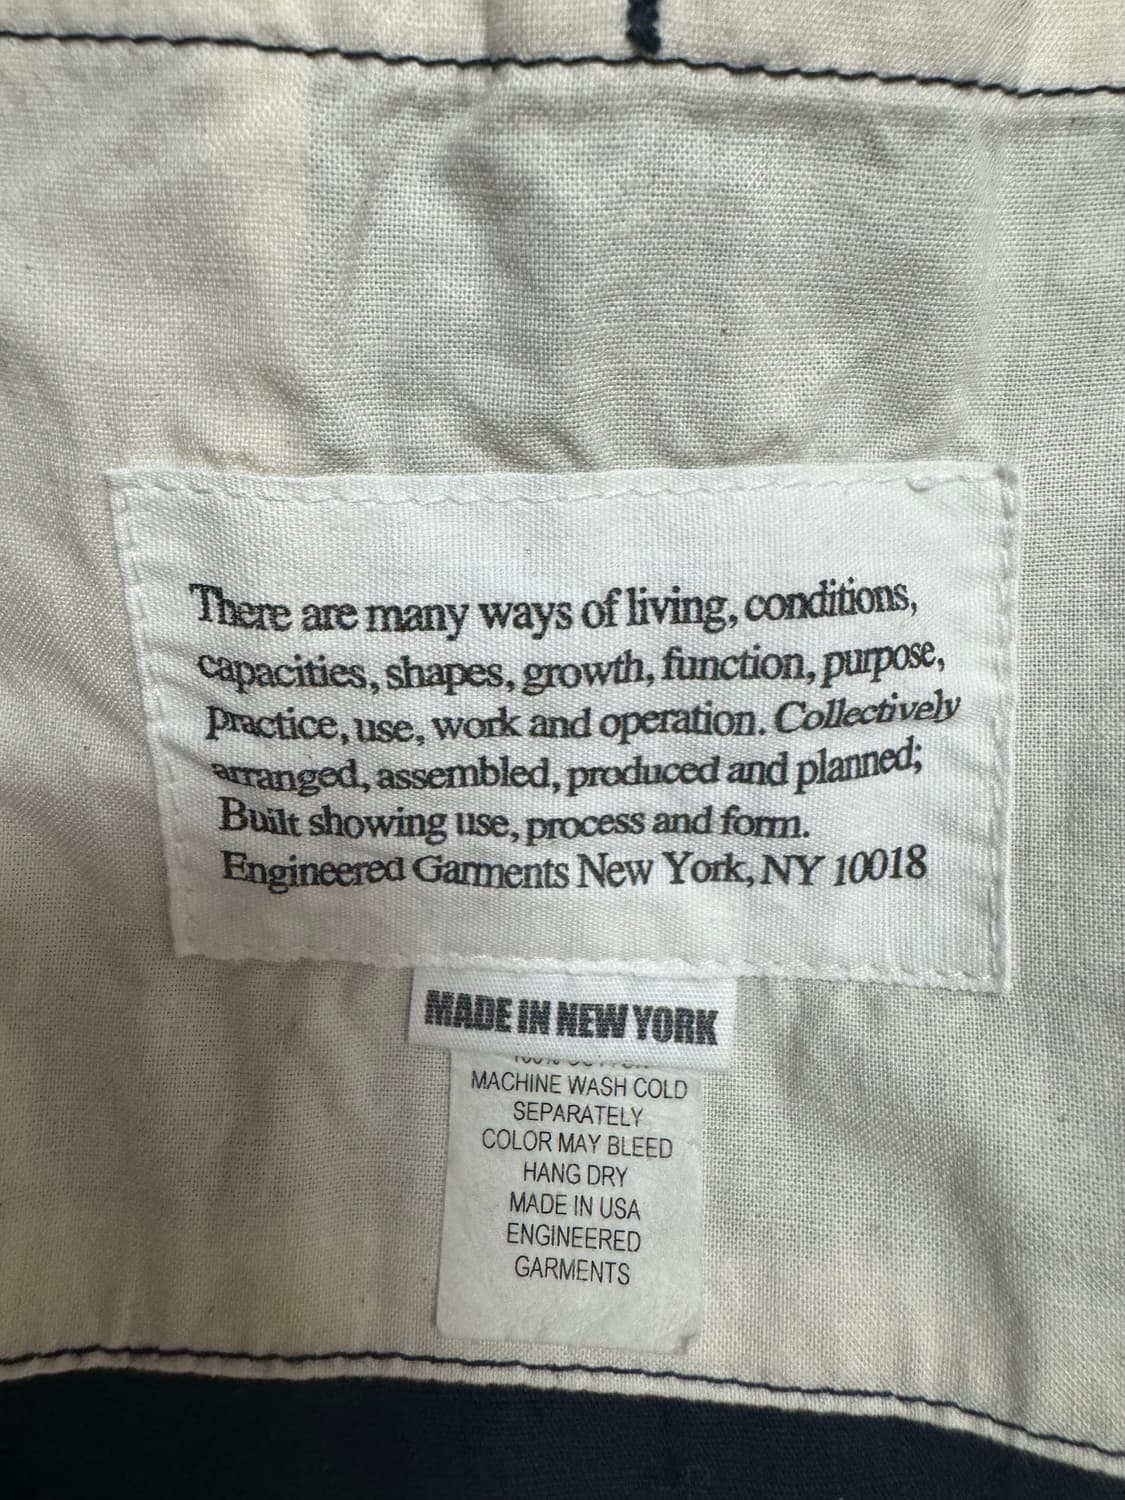 There are many ways of living, conditions,
capacities, shapes, growth, function, purpose,
practice, use, work and operation. Collectively
arranged, assembled, produced and planned;
Built showing use, process and form.
Engineered Garments New York, NY 10018
MADE IN NEW YORK
MACHINE WASH COLD
SEPARATELY
COLOR MAY BLEED
HANG DRY
MADE IN USA
ENGINEERED
GARMENTS